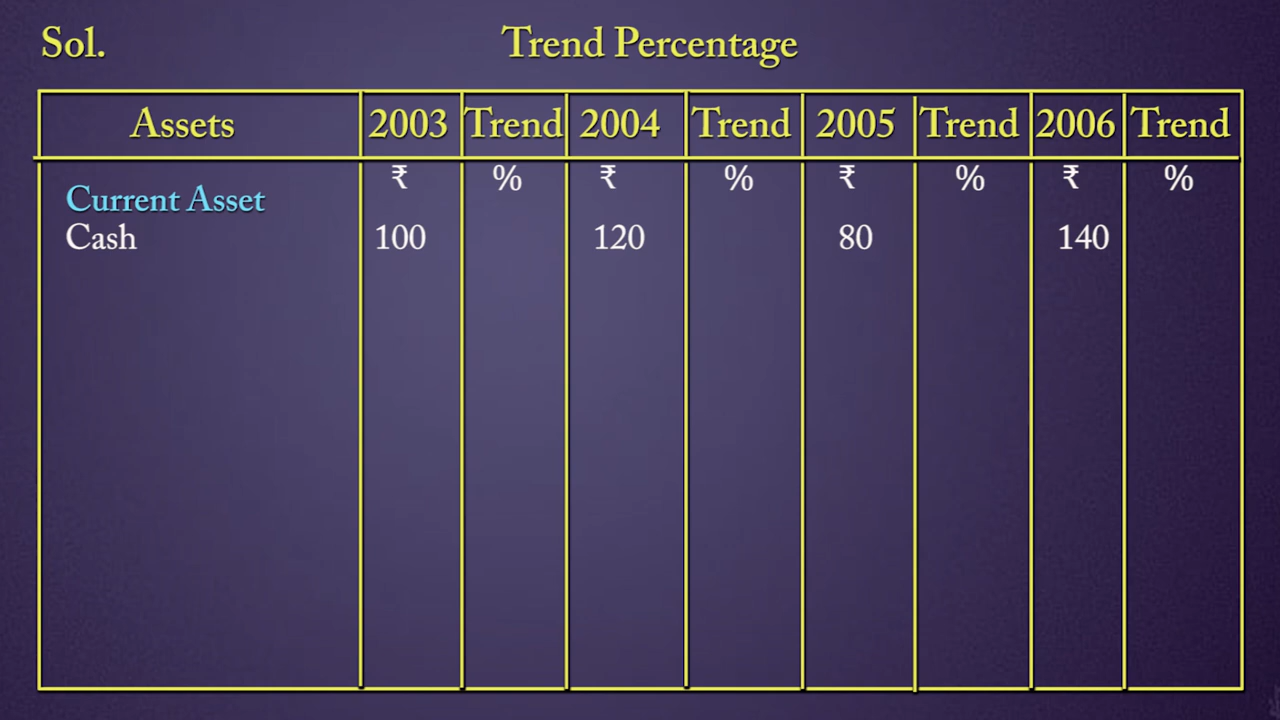 Sol. Trend Percentage
Assets 2003 Trend 2004 Trend 2005 Trend 2006 Trend
₹ % ₹ % ₹ % ₹ %
Current Asset
Cash 100 120 80 140